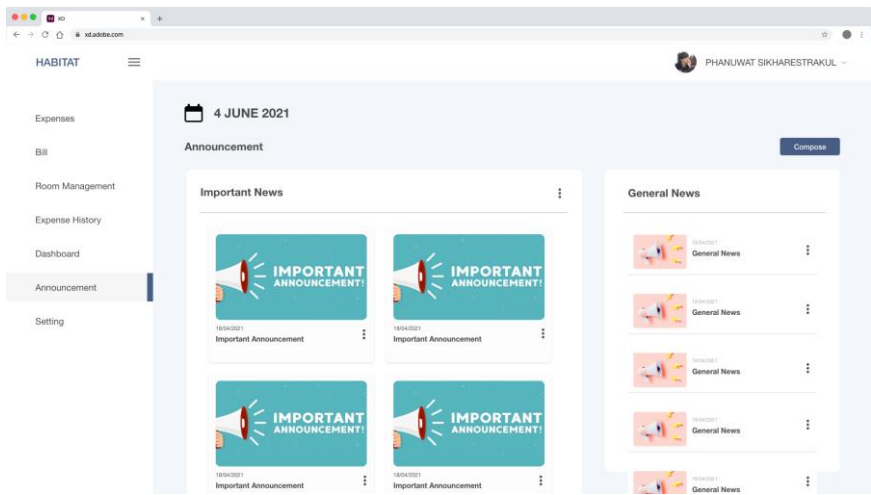 XD
xd.adobe.com
HABITAT
PHANUWAT SIKHARESTRAKUL
Expenses
Bill
Room Management
Expense History
Dashboard
Announcement
Setting
4 JUNE 2021
Announcement
Compose
Important News
IMPORTANT
ANNOUNCEMENT!
18/04/2021
Important Announcement
IMPORTANT
ANNOUNCEMENT!
18/04/2021
Important Announcement
IMPORTANT
ANNOUNCEMENT!
18/04/2021
Important Announcement
IMPORTANT
ANNOUNCEMENT!
18/04/2021
Important Announcement
General News
General News
General News
General News
General News
General News